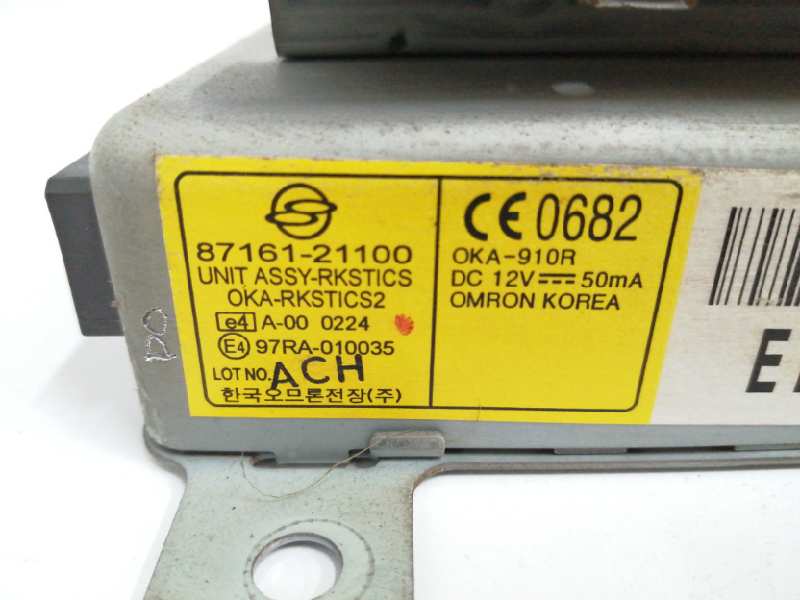 87161-21100
UNIT ASSY-RKSTICS
OKA-RKSTICS2
e4 A-00 0224
E4 97RA-010035
LOT NO. ACH
한국오므론전장(주)
CE 0682
OKA-910R
DC 12V 50mA
OMRON KOREA